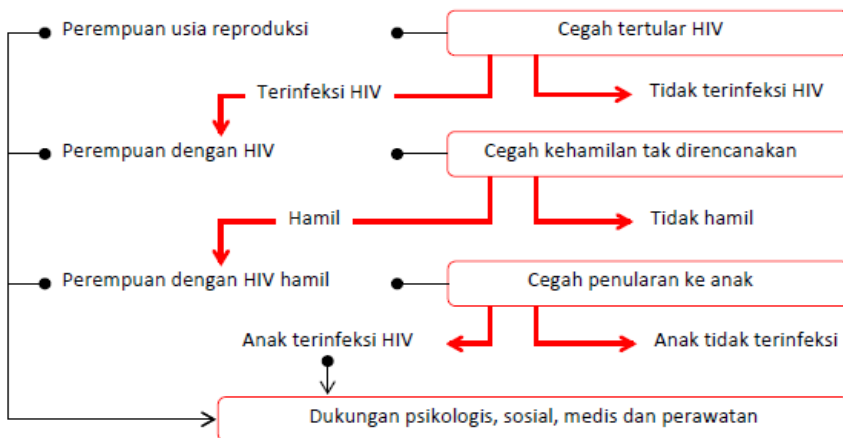 Perempuan usia reproduksi
Cegah tertular HIV
Terinfeksi HIV
Tidak terinfeksi HIV
Perempuan dengan HIV
Cegah kehamilan tak direncanakan
Hamil
Tidak hamil
Perempuan dengan HIV hamil
Cegah penularan ke anak
Anak terinfeksi HIV
Anak tidak terinfeksi
Dukungan psikologis, sosial, medis dan perawatan